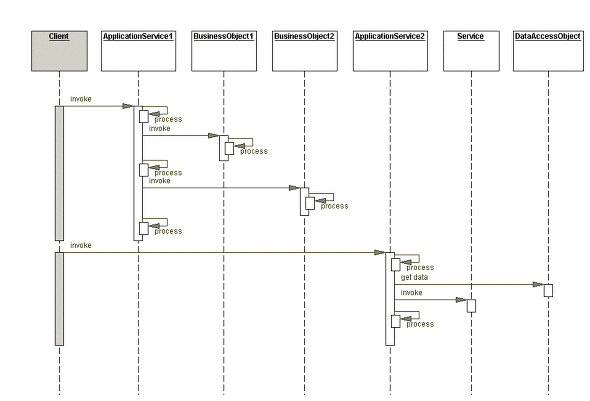 Client ApplicationService1 BusinessObject1 BusinessObject2 ApplicationService2 Service DataAccessObject
invoke
process
invoke
process
process
invoke
process
process
invoke
process
get data
invoke
process